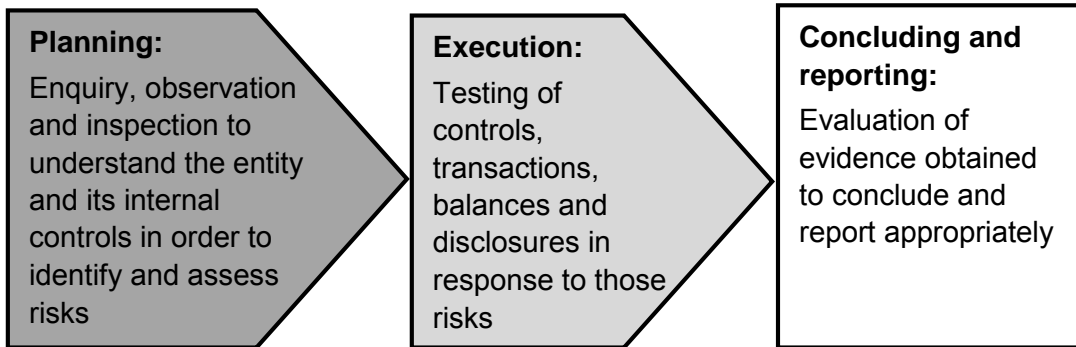 Planning:
Enquiry, observation
and inspection to
understand the entity
and its internal
controls in order to
identify and assess
risks
Execution:
Testing of
controls,
transactions,
balances and
disclosures in
response to those
risks
Concluding and
reporting:
Evaluation of
evidence obtained
to conclude and
report appropriately